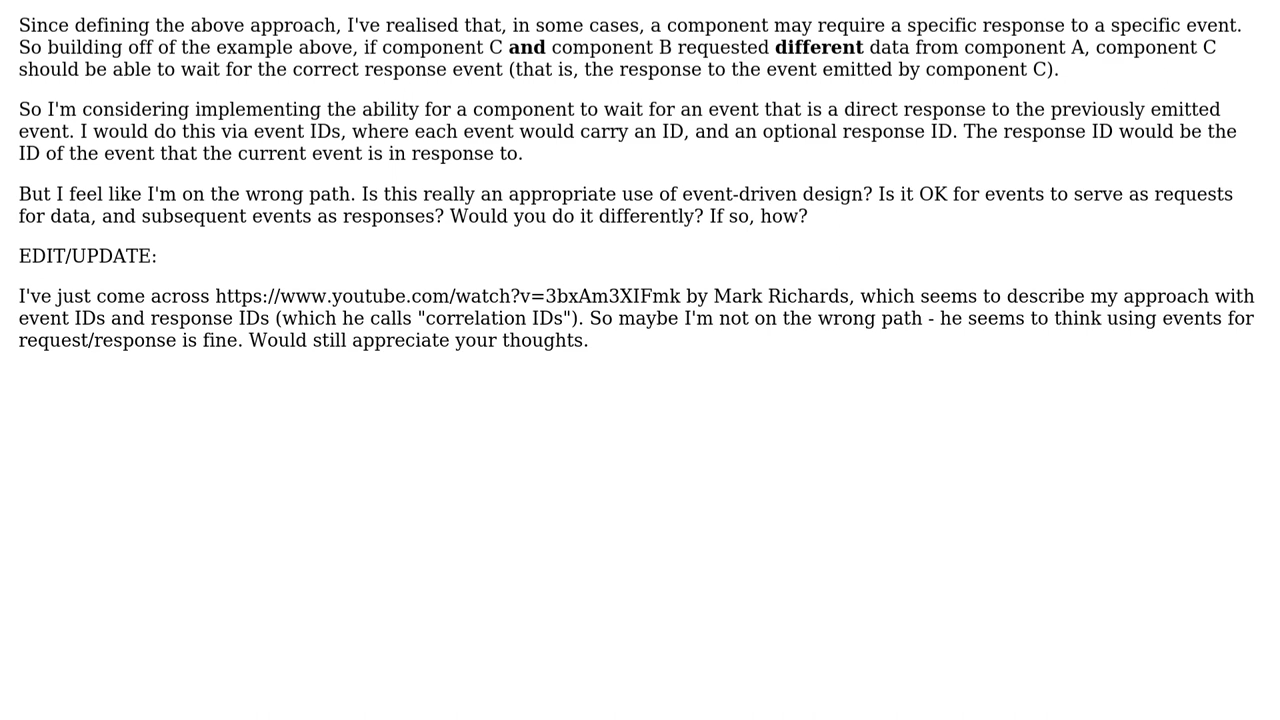 Since defining the above approach, I've realised that, in some cases, a component may require a specific response to a specific event.
So building off of the example above, if component C and component B requested different data from component A, component C
should be able to wait for the correct response event (that is, the response to the event emitted by component C).
So I'm considering implementing the ability for a component to wait for an event that is a direct response to the previously emitted
event. I would do this via event IDs, where each event would carry an ID, and an optional response ID. The response ID would be the
ID of the event that the current event is in response to.
But I feel like I'm on the wrong path. Is this really an appropriate use of event-driven design? Is it OK for events to serve as requests
for data, and subsequent events as responses? Would you do it differently? If so, how?
EDIT/UPDATE:
I've just come across https://www.youtube.com/watch?v=3bxAm3XIFmk by Mark Richards, which seems to describe my approach with
event IDs and response IDs (which he calls "correlation IDs"). So maybe I'm not on the wrong path - he seems to think using events for
request/response is fine. Would still appreciate your thoughts.